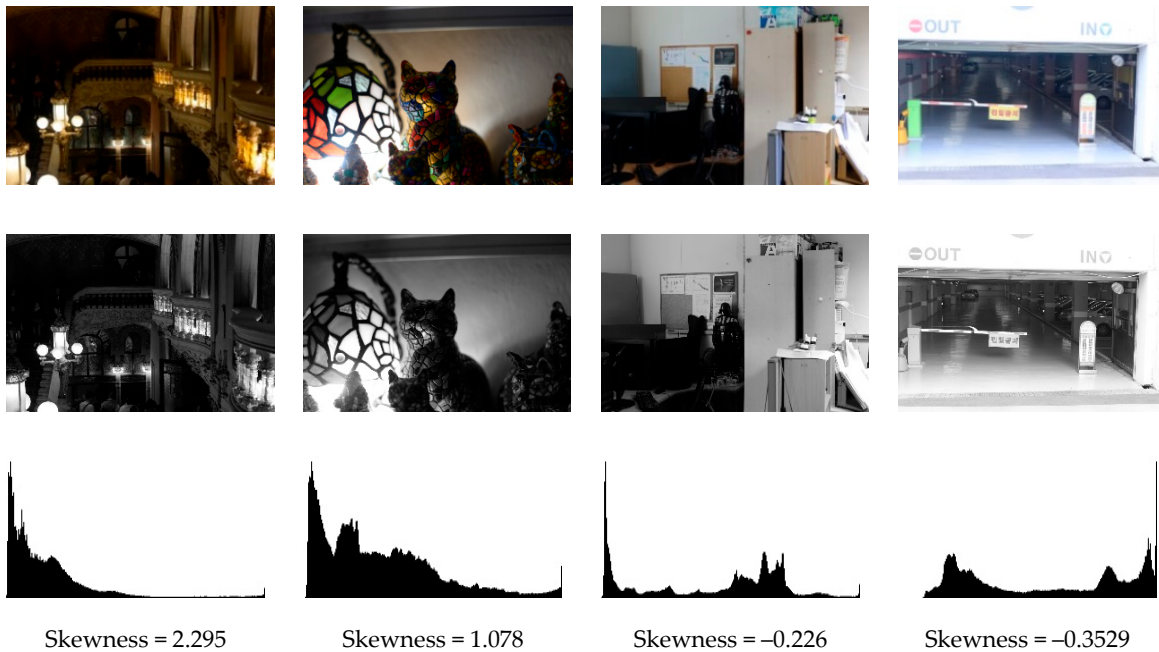 OUT
IN
A
OUT
IN
A
Skewness = 2.295
Skewness = 1.078
Skewness = –0.226
Skewness = –0.3529